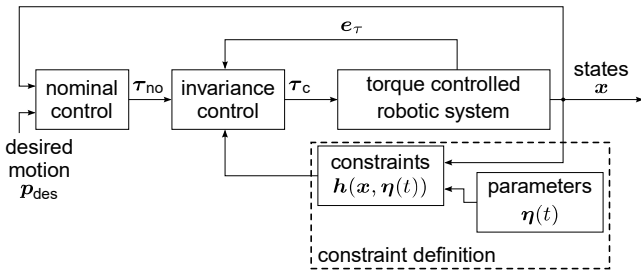 e_τ
nominal
control
τ_no
invariance
control
τ_c
torque controlled
robotic system
states
x
desired
motion
p_des
constraints
h(x, η(t))
parameters
η(t)
constraint definition